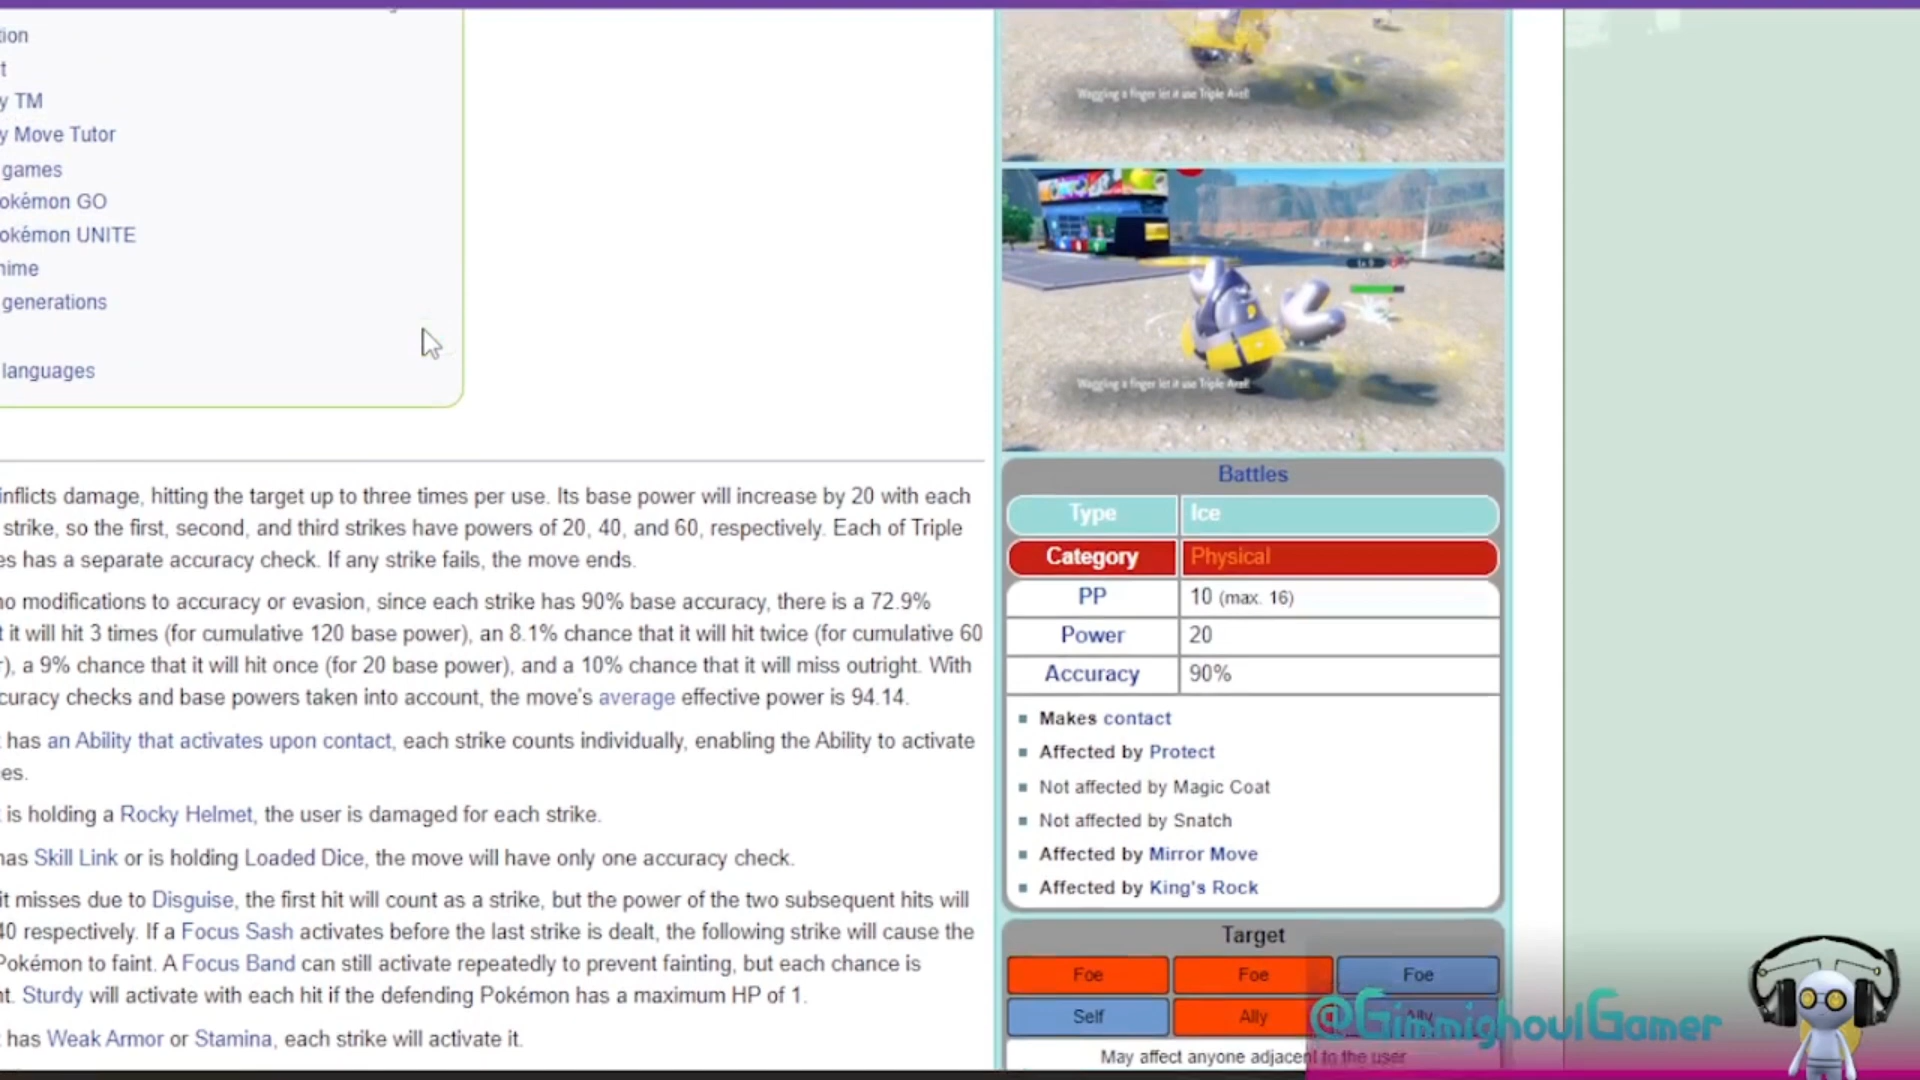 tion
t
y TM
y Move Tutor
games
okémon GO
okémon UNITE
nime
generations
languages
Wagging a finger let it use Triple Axel!
Wagging a finger let it use Triple Axel!
inflicts damage, hitting the target up to three times per use. Its base power will increase by 20 with each
strike, so the first, second, and third strikes have powers of 20, 40, and 60, respectively. Each of Triple
es has a separate accuracy check. If any strike fails, the move ends.
no modifications to accuracy or evasion, since each strike has 90% base accuracy, there is a 72.9%
t it will hit 3 times (for cumulative 120 base power), an 8.1% chance that it will hit twice (for cumulative 60
r), a 9% chance that it will hit once (for 20 base power), and a 10% chance that it will miss outright. With
curacy checks and base powers taken into account, the move's average effective power is 94.14.
t has an Ability that activates upon contact, each strike counts individually, enabling the Ability to activate
es.
is holding a Rocky Helmet, the user is damaged for each strike.
has Skill Link or is holding Loaded Dice, the move will have only one accuracy check.
it misses due to Disguise, the first hit will count as a strike, but the power of the two subsequent hits will
40 respectively. If a Focus Sash activates before the last strike is dealt, the following strike will cause the
Pokémon to faint. A Focus Band can still activate repeatedly to prevent fainting, but each chance is
nt. Sturdy will activate with each hit if the defending Pokémon has a maximum HP of 1.
t has Weak Armor or Stamina, each strike will activate it.
Battles
Type Ice
Category Physical
PP 10 (max. 16)
Power 20
Accuracy 90%
Makes contact
Affected by Protect
Not affected by Magic Coat
Not affected by Snatch
Affected by Mirror Move
Affected by King's Rock
Target
Foe Foe Foe
Self Ally Ally
May affect anyone adjacent to the user
@GimmighoulGamer